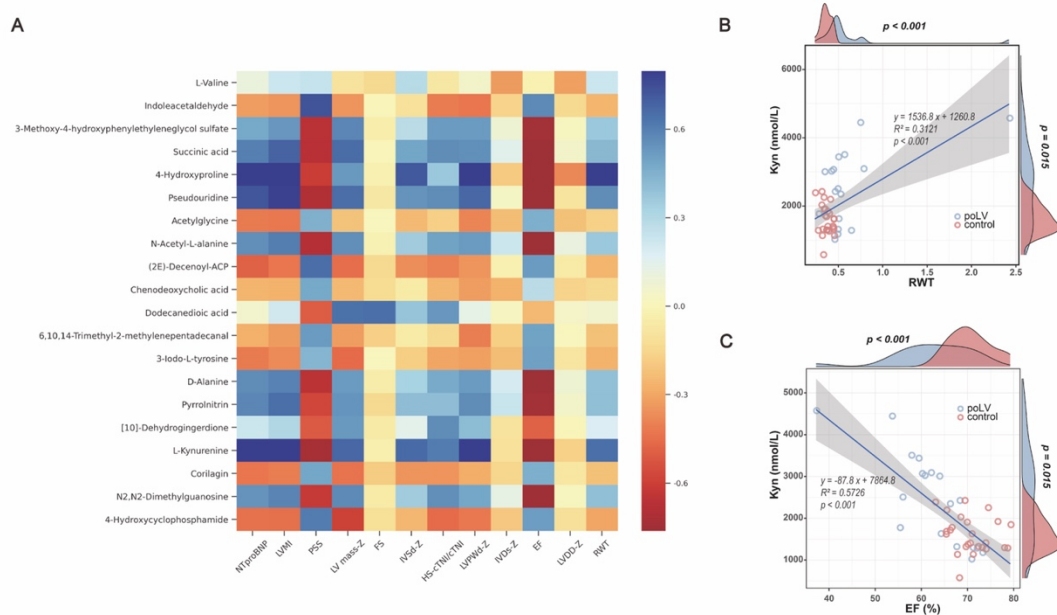 A
L-Valine
Indoleacetaldehyde
3-Methoxy-4-hydroxyphenylethyleneglycol sulfate
Succinic acid
4-Hydroxyproline
Pseudouridine
Acetylglycine
N-Acetyl-L-alanine
(2E)-Decenoyl-ACP
Chenodeoxycholic acid
Dodecanedioic acid
6,10,14-Trimethyl-2-methylenepentadecanal
3-Iodo-L-tyrosine
D-Alanine
Pyrrolnitrin
[10]-Dehydrogingerdione
L-Kynurenine
Corilagin
N2,N2-Dimethylguanosine
4-Hydroxycyclophosphamide
NTproBNP
LVMI
PSS
LV mass-Z
FS
IVSd-Z
HS-cTNI/cTNI
LVPWd-Z
IVDs-Z
EF
LVDD-Z
RWT
0.6
0.3
0.0
-0.3
-0.6
B
p < 0.001
Kyn (nmol/L)
6000
4000
2000
0
y = 1536.8 x + 1260.8
R² = 0.3121
p < 0.001
poLV
control
p = 0.015
0.5
1.0
1.5
2.0
2.5
RWT
C
p < 0.001
Kyn (nmol/L)
5000
4000
3000
2000
1000
poLV
control
y = -87.8 x + 7864.8
R² = 0.5726
p < 0.001
p = 0.015
40
50
60
70
80
EF (%)